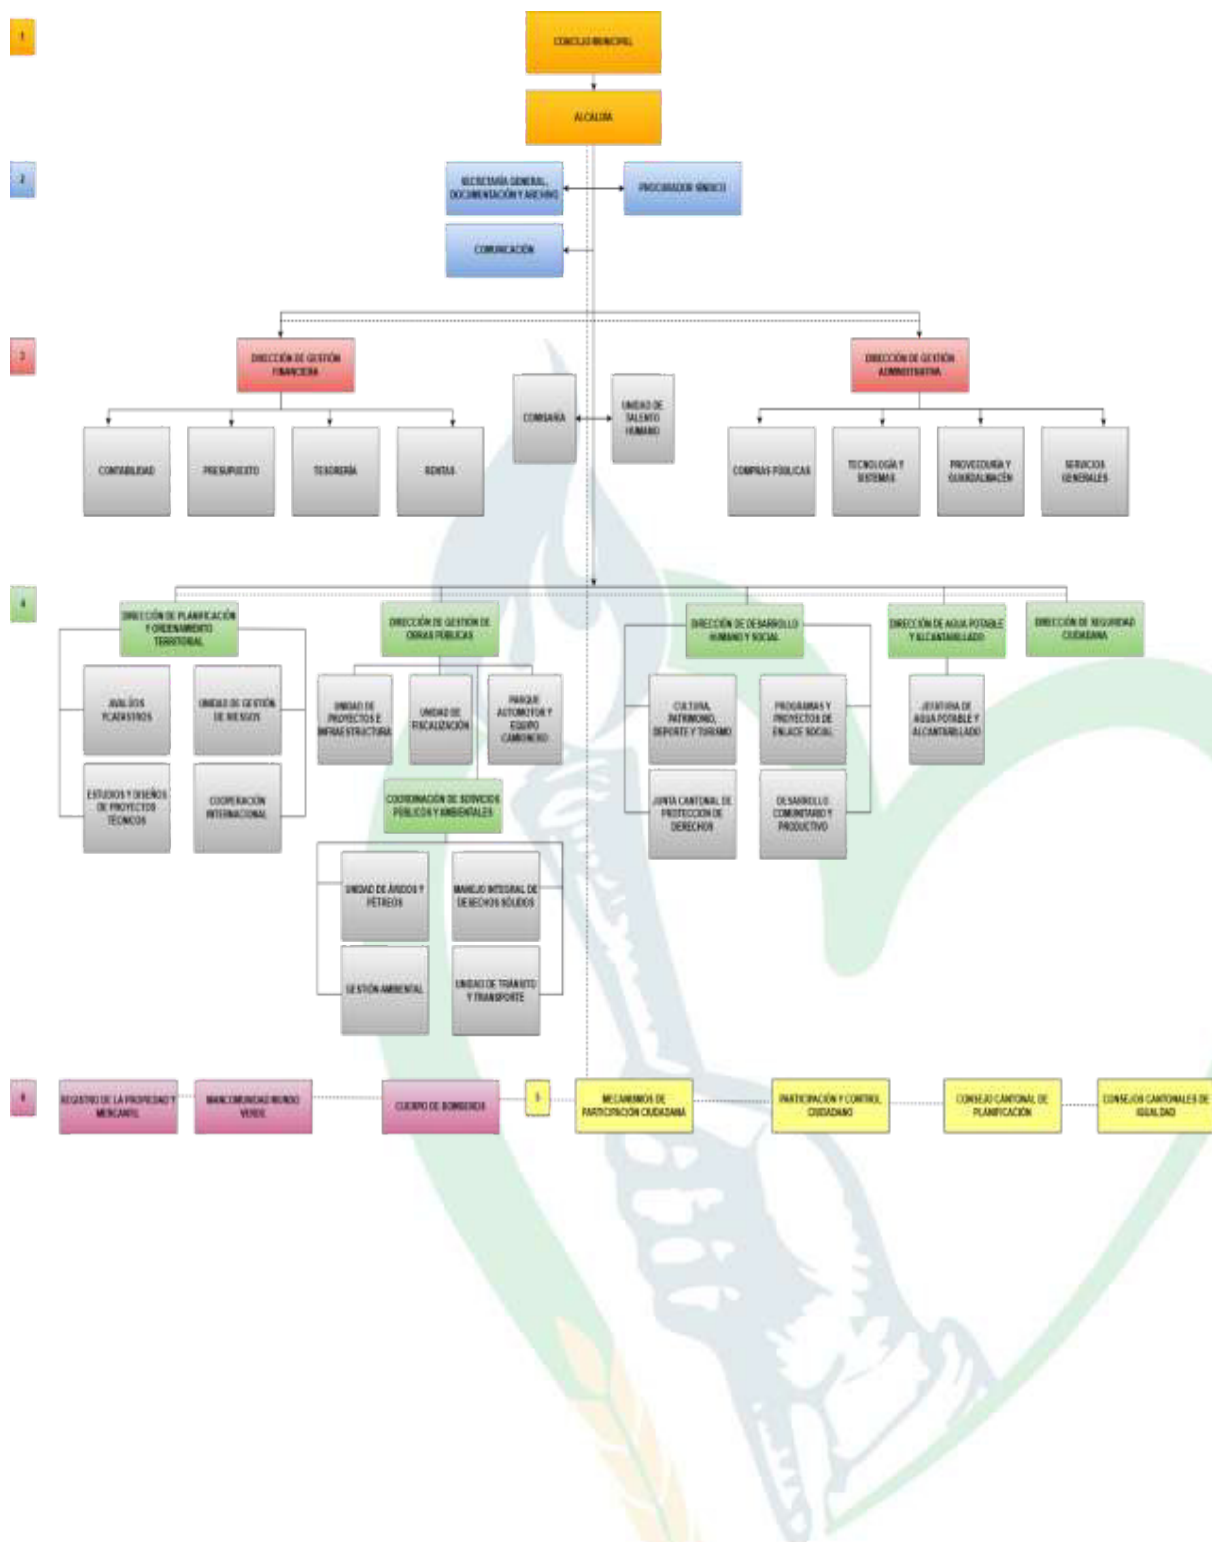 1
CONCEJO MUNICIPAL
ALCALDÍA
2
SECRETARÍA GENERAL,
DOCUMENTACIÓN Y ARCHIVO
PROCURADOR SÍNDICO
COMUNICACIÓN
3
DIRECCIÓN DE GESTIÓN
FINANCIERA
DIRECCIÓN DE GESTIÓN
ADMINISTRATIVA
COMISARÍA
UNIDAD DE
TALENTO
HUMANO
CONTABILIDAD
PRESUPUESTO
TESORERÍA
RENTAS
COMPRAS PÚBLICAS
TECNOLOGÍA Y
SISTEMAS
PROVEEDURÍA Y
GUARDALMACÉN
SERVICIOS
GENERALES
4
DIRECCIÓN DE PLANIFICACIÓN
Y ORDENAMIENTO
TERRITORIAL
DIRECCIÓN DE GESTIÓN DE
OBRAS PÚBLICAS
DIRECCIÓN DE DESARROLLO
HUMANO Y SOCIAL
DIRECCIÓN DE AGUA POTABLE
Y ALCANTARILLADO
DIRECCIÓN DE SEGURIDAD
CIUDADANA
AVALÚOS
Y CATASTROS
UNIDAD DE GESTIÓN
DE RIESGOS
UNIDAD DE
PROYECTOS E
INFRAESTRUCTURA
UNIDAD DE
FISCALIZACIÓN
PARQUE
AUTOMOTOR Y
EQUIPO
CAMIONERO
CULTURA,
PATRIMONIO,
DEPORTE Y TURISMO
PROGRAMAS Y
PROYECTOS DE
ENLACE SOCIAL
JEFATURA DE
AGUA POTABLE Y
ALCANTARILLADO
ESTUDIOS Y DISEÑOS
DE PROYECTOS
TÉCNICOS
COOPERACIÓN
INTERNACIONAL
COORDINACIÓN DE SERVICIOS
PÚBLICOS Y AMBIENTALES
JUNTA CANTONAL DE
PROTECCIÓN DE
DERECHOS
DESARROLLO
COMUNITARIO Y
PRODUCTIVO
UNIDAD DE ÁRIDOS Y
PÉTREOS
MANEJO INTEGRAL DE
DESECHOS SÓLIDOS
GESTIÓN AMBIENTAL
UNIDAD DE TRÁNSITO
Y TRANSPORTE
REGISTRO DE LA PROPIEDAD Y
MERCANTIL
MANCOMUNIDAD MUNDO
VERDE
CUERPO DE BOMBEROS
5
MECANISMOS DE
PARTICIPACIÓN CIUDADANA
PARTICIPACIÓN Y CONTROL
CIUDADANO
CONSEJO CANTONAL DE
PLANIFICACIÓN
CONSEJOS CANTONALES DE
IGUALDAD